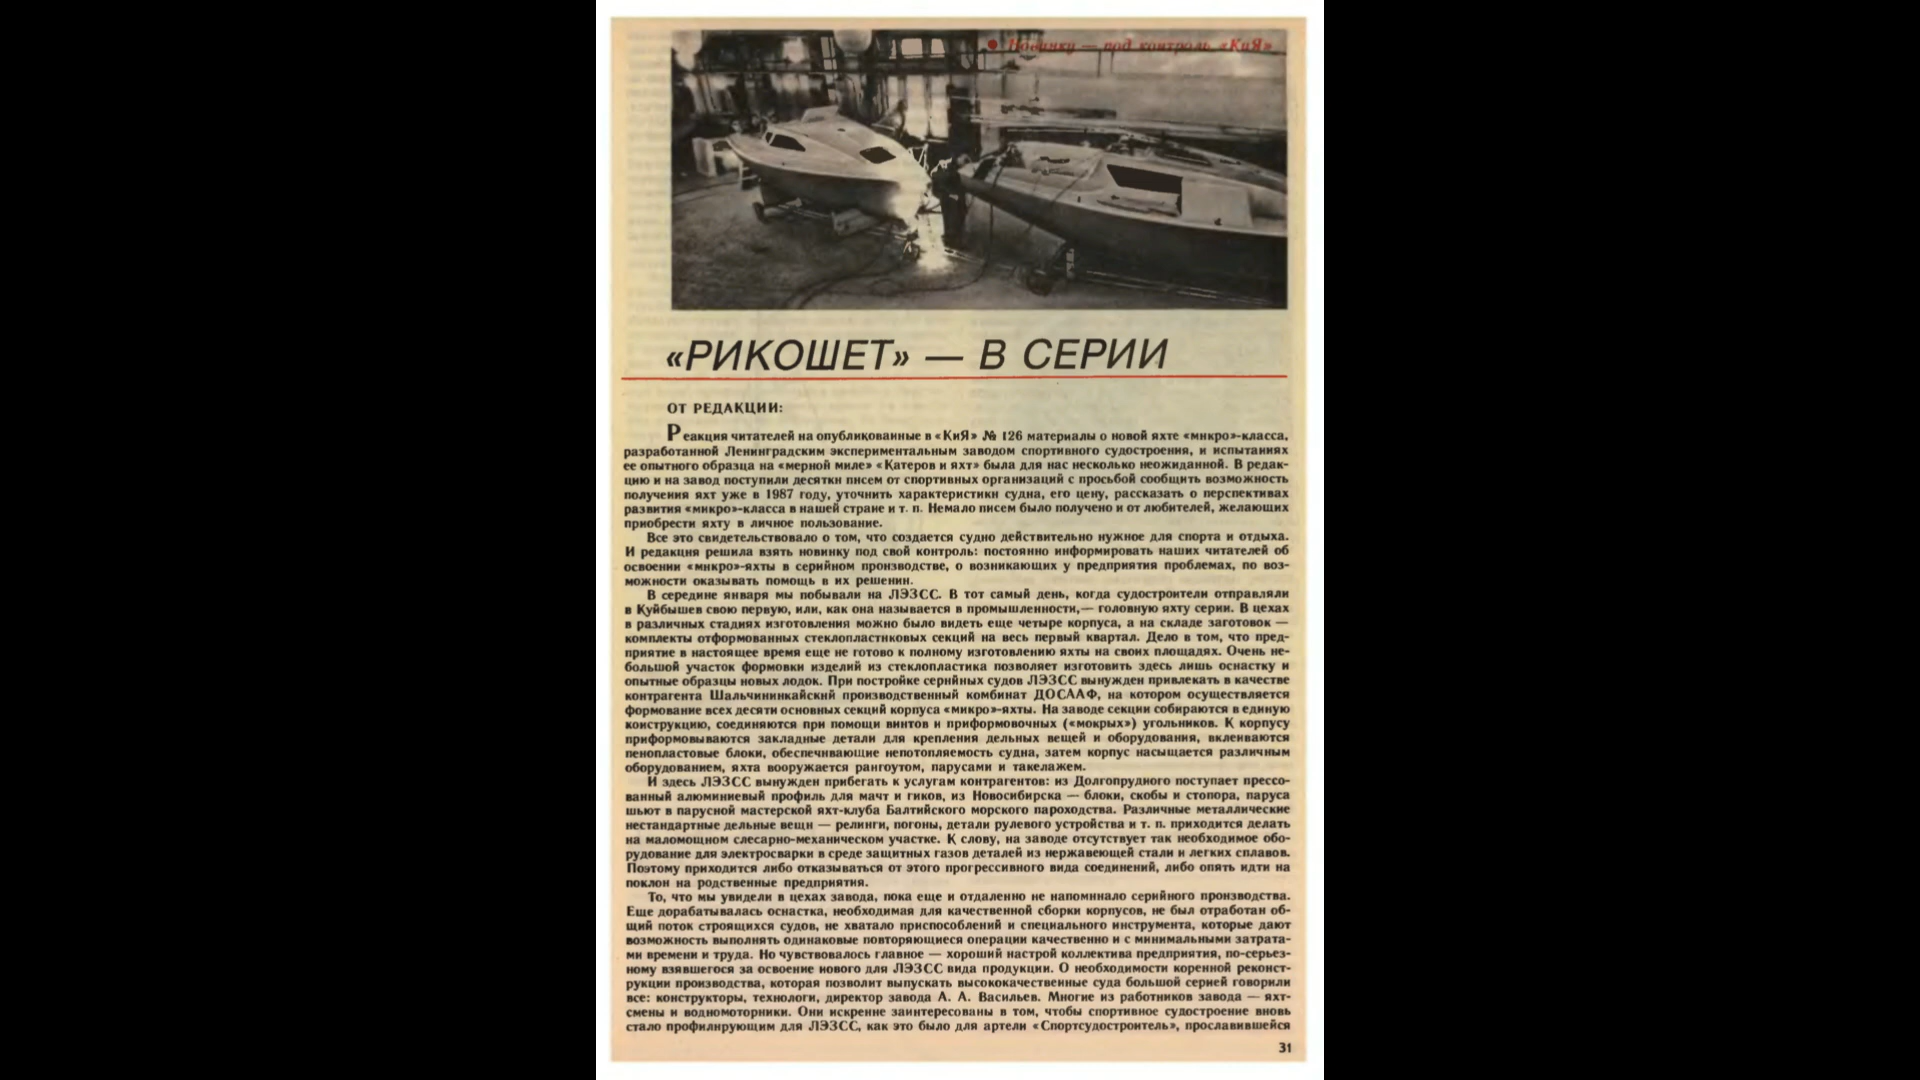 • Новинку — под контроль «КиЯ»
«РИКОШЕТ» — В СЕРИИ
ОТ РЕДАКЦИИ:
Реакция читателей на опубликованные в «КиЯ» № 126 материалы о новой яхте «микро»-класса,
разработанной Ленинградским экспериментальным заводом спортивного судостроения, и испытаниях
ее опытного образца на «мерной миле» «Катеров и яхт» была для нас несколько неожиданной. В редак-
цию и на завод поступили десятки писем от спортивных организаций с просьбой сообщить возможность
получения яхт уже в 1987 году, уточнить характеристики судна, его цену, рассказать о перспективах
развития «микро»-класса в нашей стране и т. п. Немало писем было получено и от любителей, желающих
приобрести яхту в личное пользование.
Все это свидетельствовало о том, что создается судно действительно нужное для спорта и отдыха.
И редакция решила взять новинку под свой контроль: постоянно информировать наших читателей об
освоении «микро»-яхты в серийном производстве, о возникающих у предприятия проблемах, по воз-
можности оказывать помощь в их решении.
В середине января мы побывали на ЛЭЗСС. В тот самый день, когда судостроители отправляли
в Куйбышев свою первую, или, как она называется в промышленности,— головную яхту серии. В цехах
в различных стадиях изготовления можно было видеть еще четыре корпуса, а на складе заготовок —
комплекты отформованных стеклопластиковых секций на весь первый квартал. Дело в том, что пред-
приятие в настоящее время еще не готово к полному изготовлению яхты на своих площадях. Очень не-
большой участок формовки изделий из стеклопластика позволяет изготовить здесь лишь оснастку и
опытные образцы новых лодок. При постройке серийных судов ЛЭЗСС вынужден привлекать в качестве
контрагента Шальчининкайский производственный комбинат ДОСААФ, на котором осуществляется
формование всех десяти основных секций корпуса «микро»-яхты. На заводе секции собираются в единую
конструкцию, соединяются при помощи винтов и приформовочных («мокрых») угольников. К корпусу
приформовываются закладные детали для крепления дельных вещей и оборудования, вклеиваются
пенопластовые блоки, обеспечивающие непотопляемость судна, затем корпус насыщается различным
оборудованием, яхта вооружается рангоутом, парусами и такелажем.
И здесь ЛЭЗСС вынужден прибегать к услугам контрагентов: из Долгопрудного поступает прессо-
ванный алюминиевый профиль для мачт и гиков, из Новосибирска — блоки, скобы и стопора, паруса
шьют в парусной мастерской яхт-клуба Балтийского морского пароходства. Различные металлические
нестандартные дельные вещи — релинги, погоны, детали рулевого устройства и т. п. приходится делать
на маломощном слесарно-механическом участке. К слову, на заводе отсутствует так необходимое обо-
рудование для электросварки в среде защитных газов деталей из нержавеющей стали и легких сплавов.
Поэтому приходится либо отказываться от этого прогрессивного вида соединений, либо опять идти на
поклон на родственные предприятия.
То, что мы увидели в цехах завода, пока еще и отдаленно не напоминало серийного производства.
Еще дорабатывалась оснастка, необходимая для качественной сборки корпусов, не был отработан об-
щий поток строящихся судов, не хватало приспособлений и специального инструмента, которые дают
возможность выполнять одинаковые повторяющиеся операции качественно и с минимальными затрата-
ми времени и труда. Но чувствовалось главное — хороший настрой коллектива предприятия, по-серьез-
ному взявшегося за освоение нового для ЛЭЗСС вида продукции. О необходимости коренной реконст-
рукции производства, которая позволит выпускать высококачественные суда большой серией говорили
все: конструкторы, технологи, директор завода А. А. Васильев. Многие из работников завода — яхт-
смены и водномоторники. Они искренне заинтересованы в том, чтобы спортивное судостроение вновь
стало профилирующим для ЛЭЗСС, как это было для артели «Спортсудостроитель», прославившейся
31